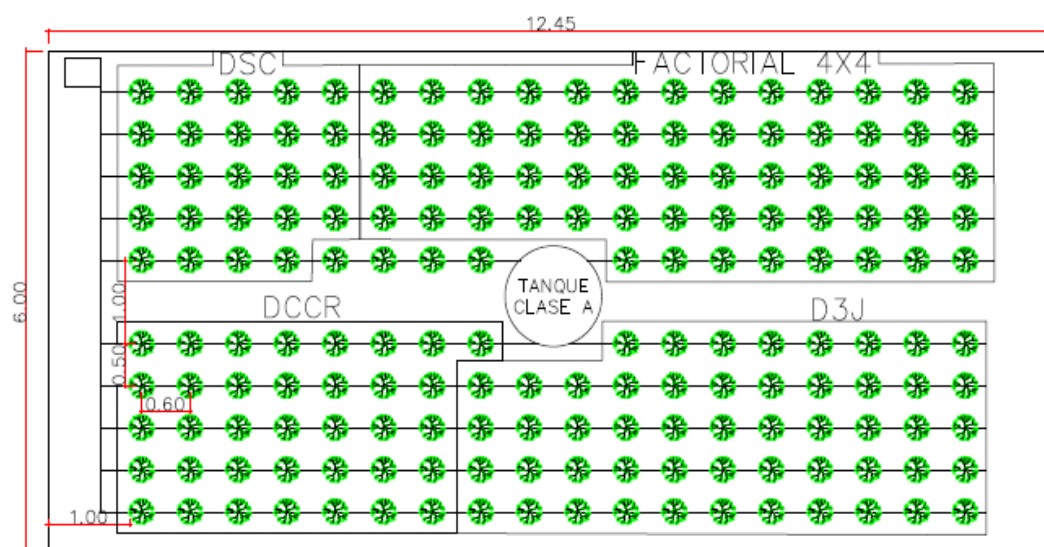 12.45
DSC
FACTORIAL 4X4
6.00
1.00
TANQUE
CLASE A
DCCR
D3J
0.50
0.60
1.00